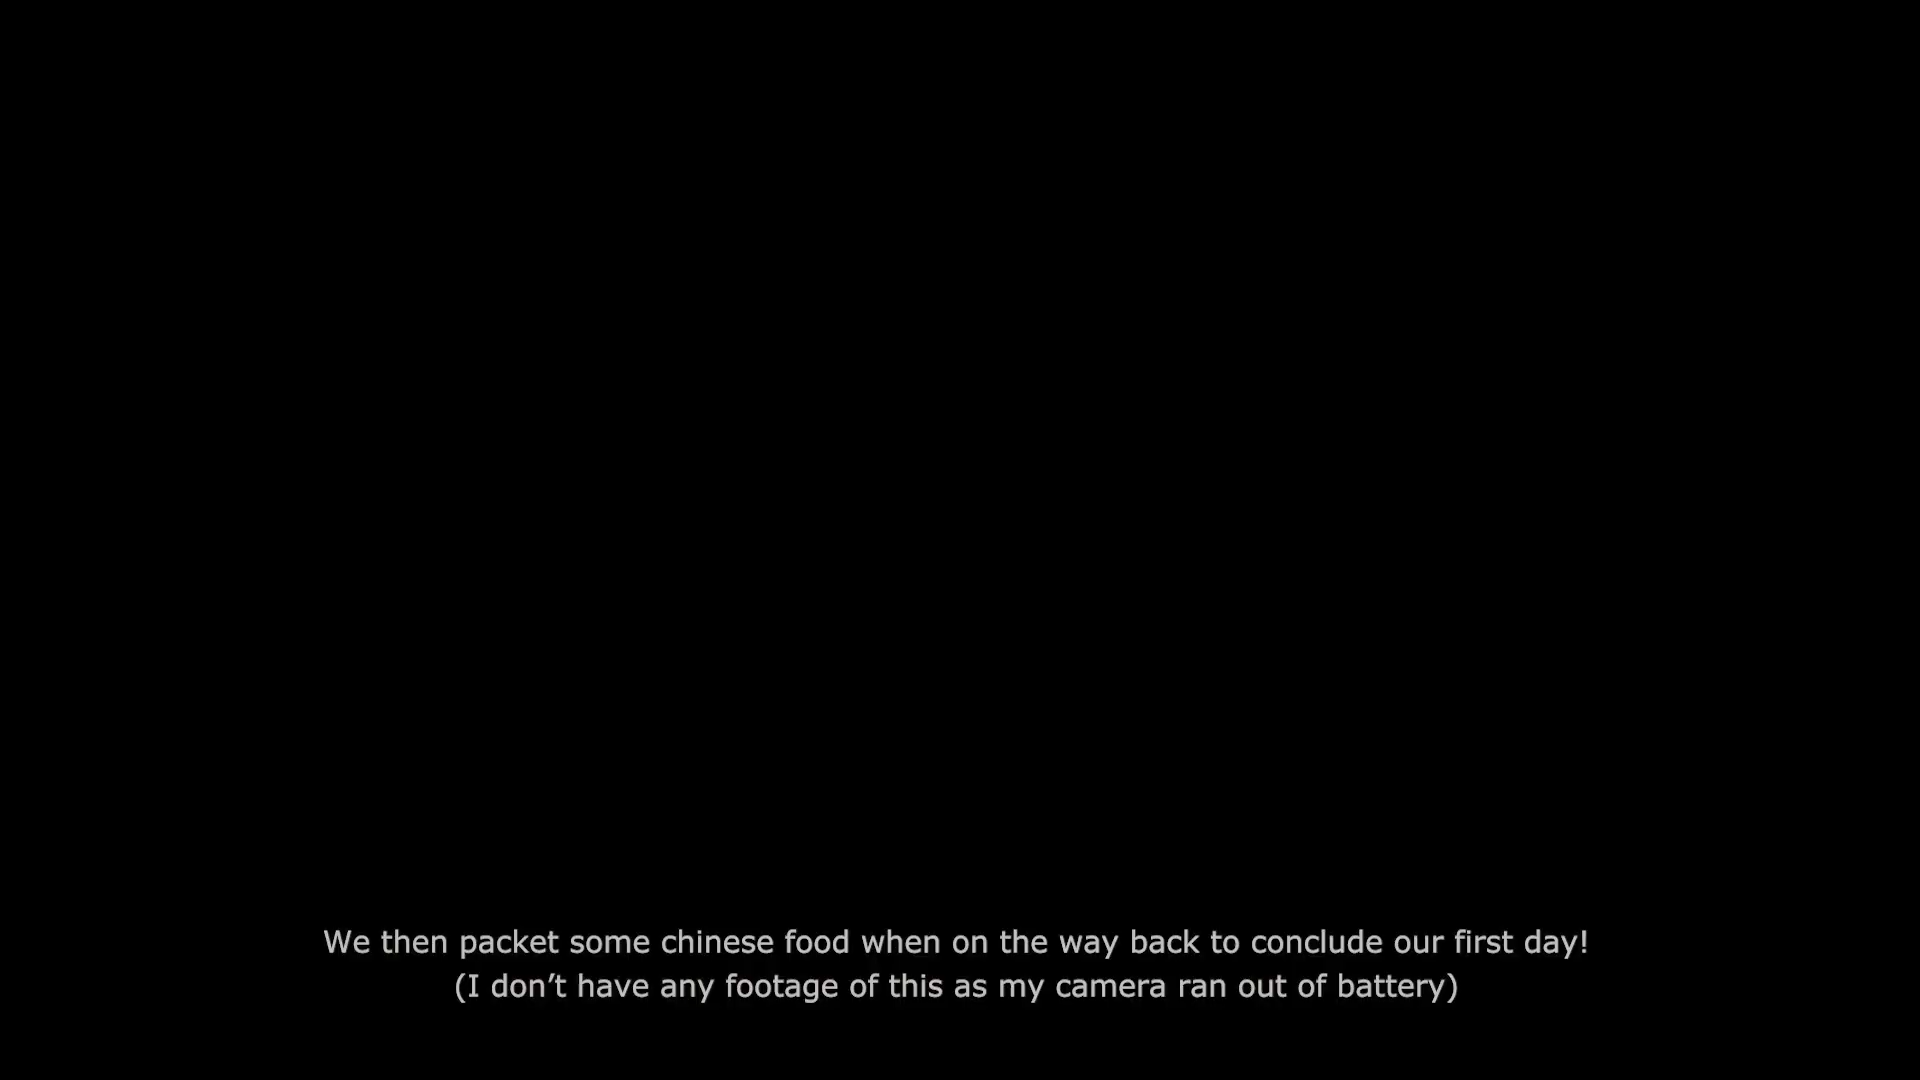 We then packet some chinese food when on the way back to conclude our first day!
(I don’t have any footage of this as my camera ran out of battery)